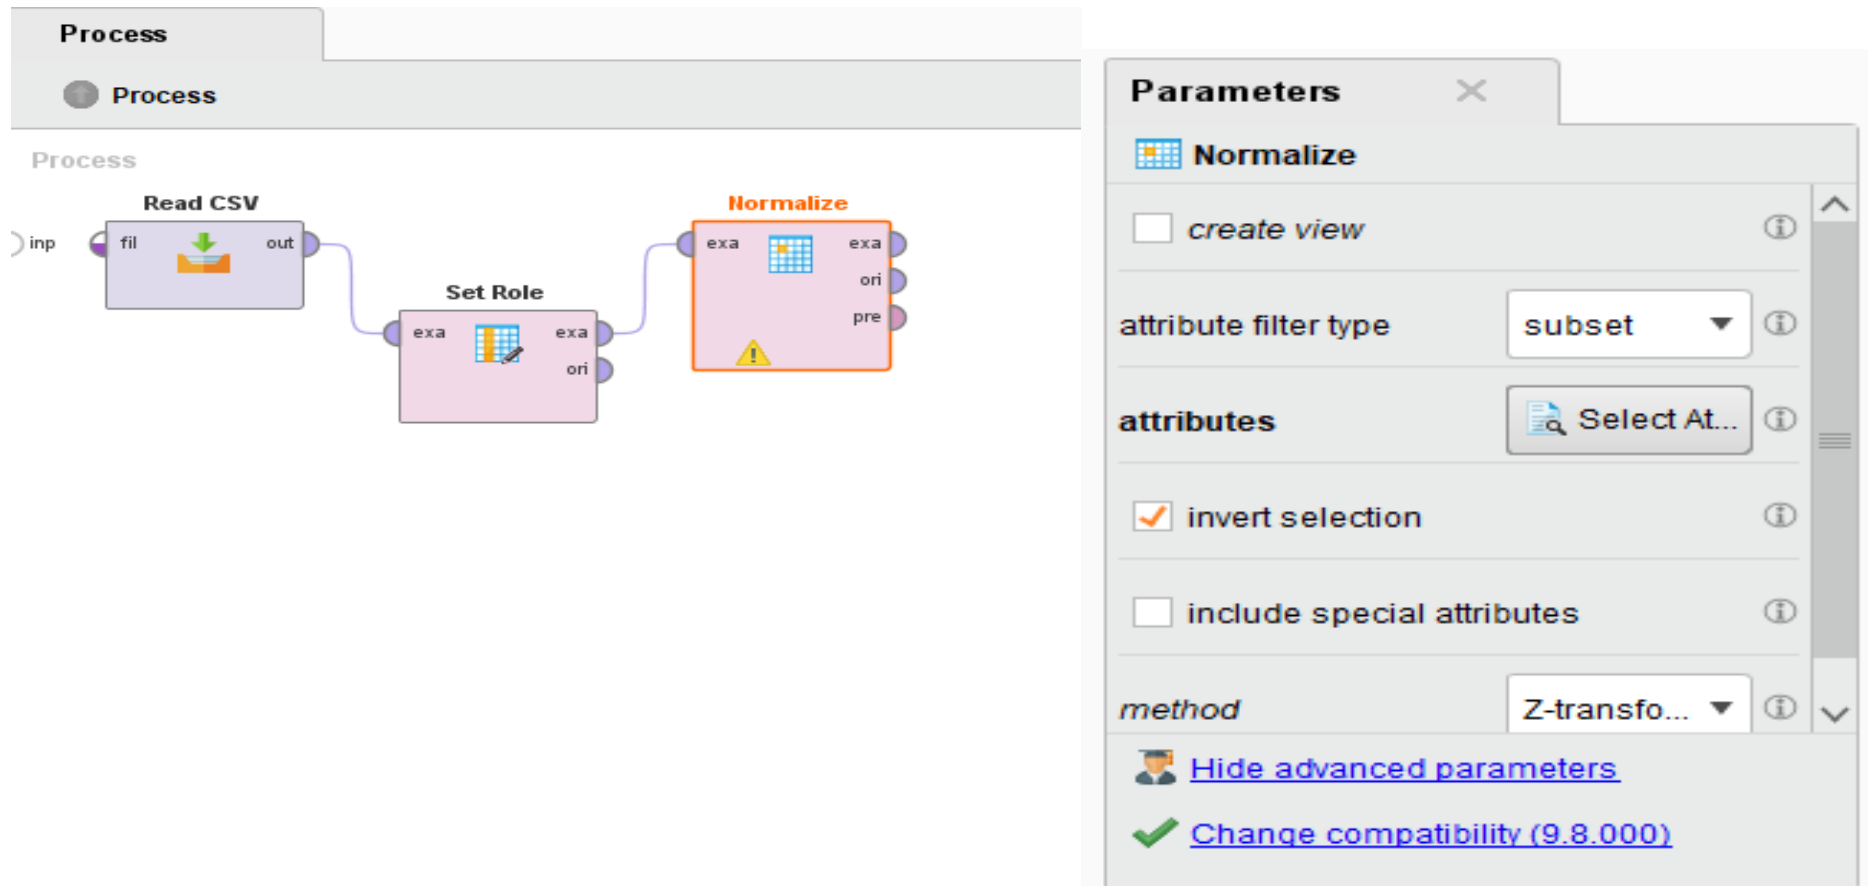 Process
Process
Process
Read CSV
inp
fil
out
Set Role
exa
exa
ori
Normalize
exa
exa
ori
pre
Parameters
Normalize
create view
attribute filter type
subset
attributes
Select At...
invert selection
include special attributes
method
Z-transfo...
Hide advanced parameters
Change compatibility (9.8.000)